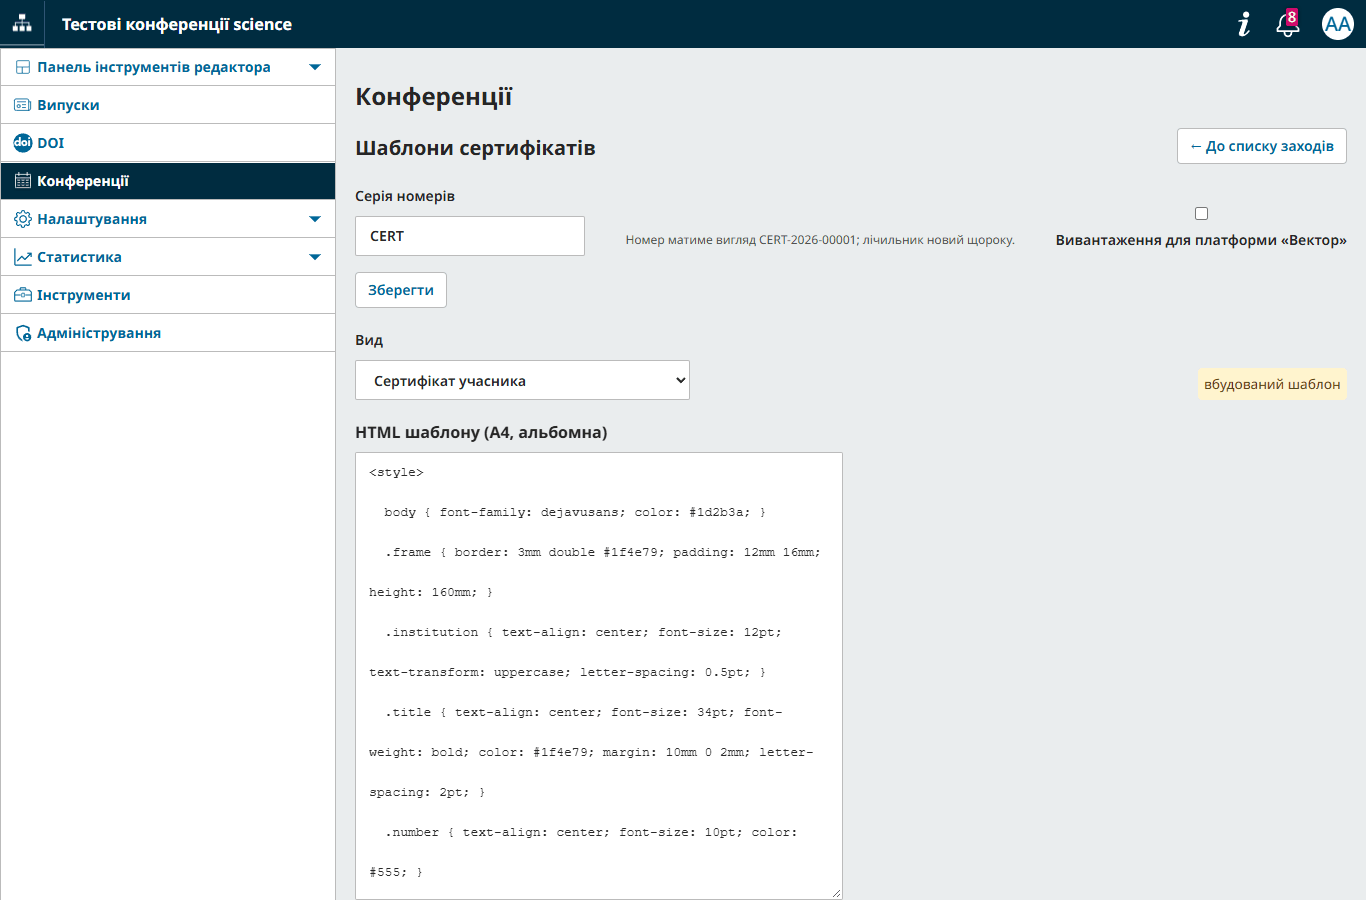 Тестові конференції science
8
AA
Панель інструментів редактора
Випуски
doi DOI
Конференції
Налаштування
Статистика
Інструменти
Адміністрування
Конференції
Шаблони сертифікатів
← До списку заходів
Серія номерів
CERT
Номер матиме вигляд CERT-2026-00001; лічильник новий щороку.
Вивантаження для платформи «Вектор»
Зберегти
Вид
Сертифікат учасника
вбудований шаблон
HTML шаблону (A4, альбомна)
<style>
body { font-family: dejavusans; color: #1d2b3a; }
.frame { border: 3mm double #1f4e79; padding: 12mm 16mm;
height: 160mm; }
.institution { text-align: center; font-size: 12pt;
text-transform: uppercase; letter-spacing: 0.5pt; }
.title { text-align: center; font-size: 34pt; font-
weight: bold; color: #1f4e79; margin: 10mm 0 2mm; letter-
spacing: 2pt; }
.number { text-align: center; font-size: 10pt; color:
#555; }